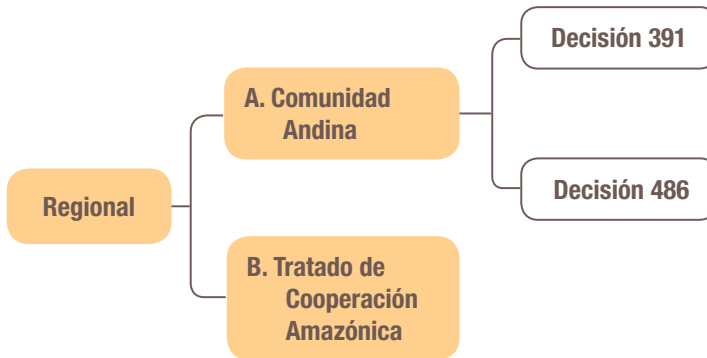 Regional
A. Comunidad
Andina
Decisión 391
Decisión 486
B. Tratado de
Cooperación
Amazónica